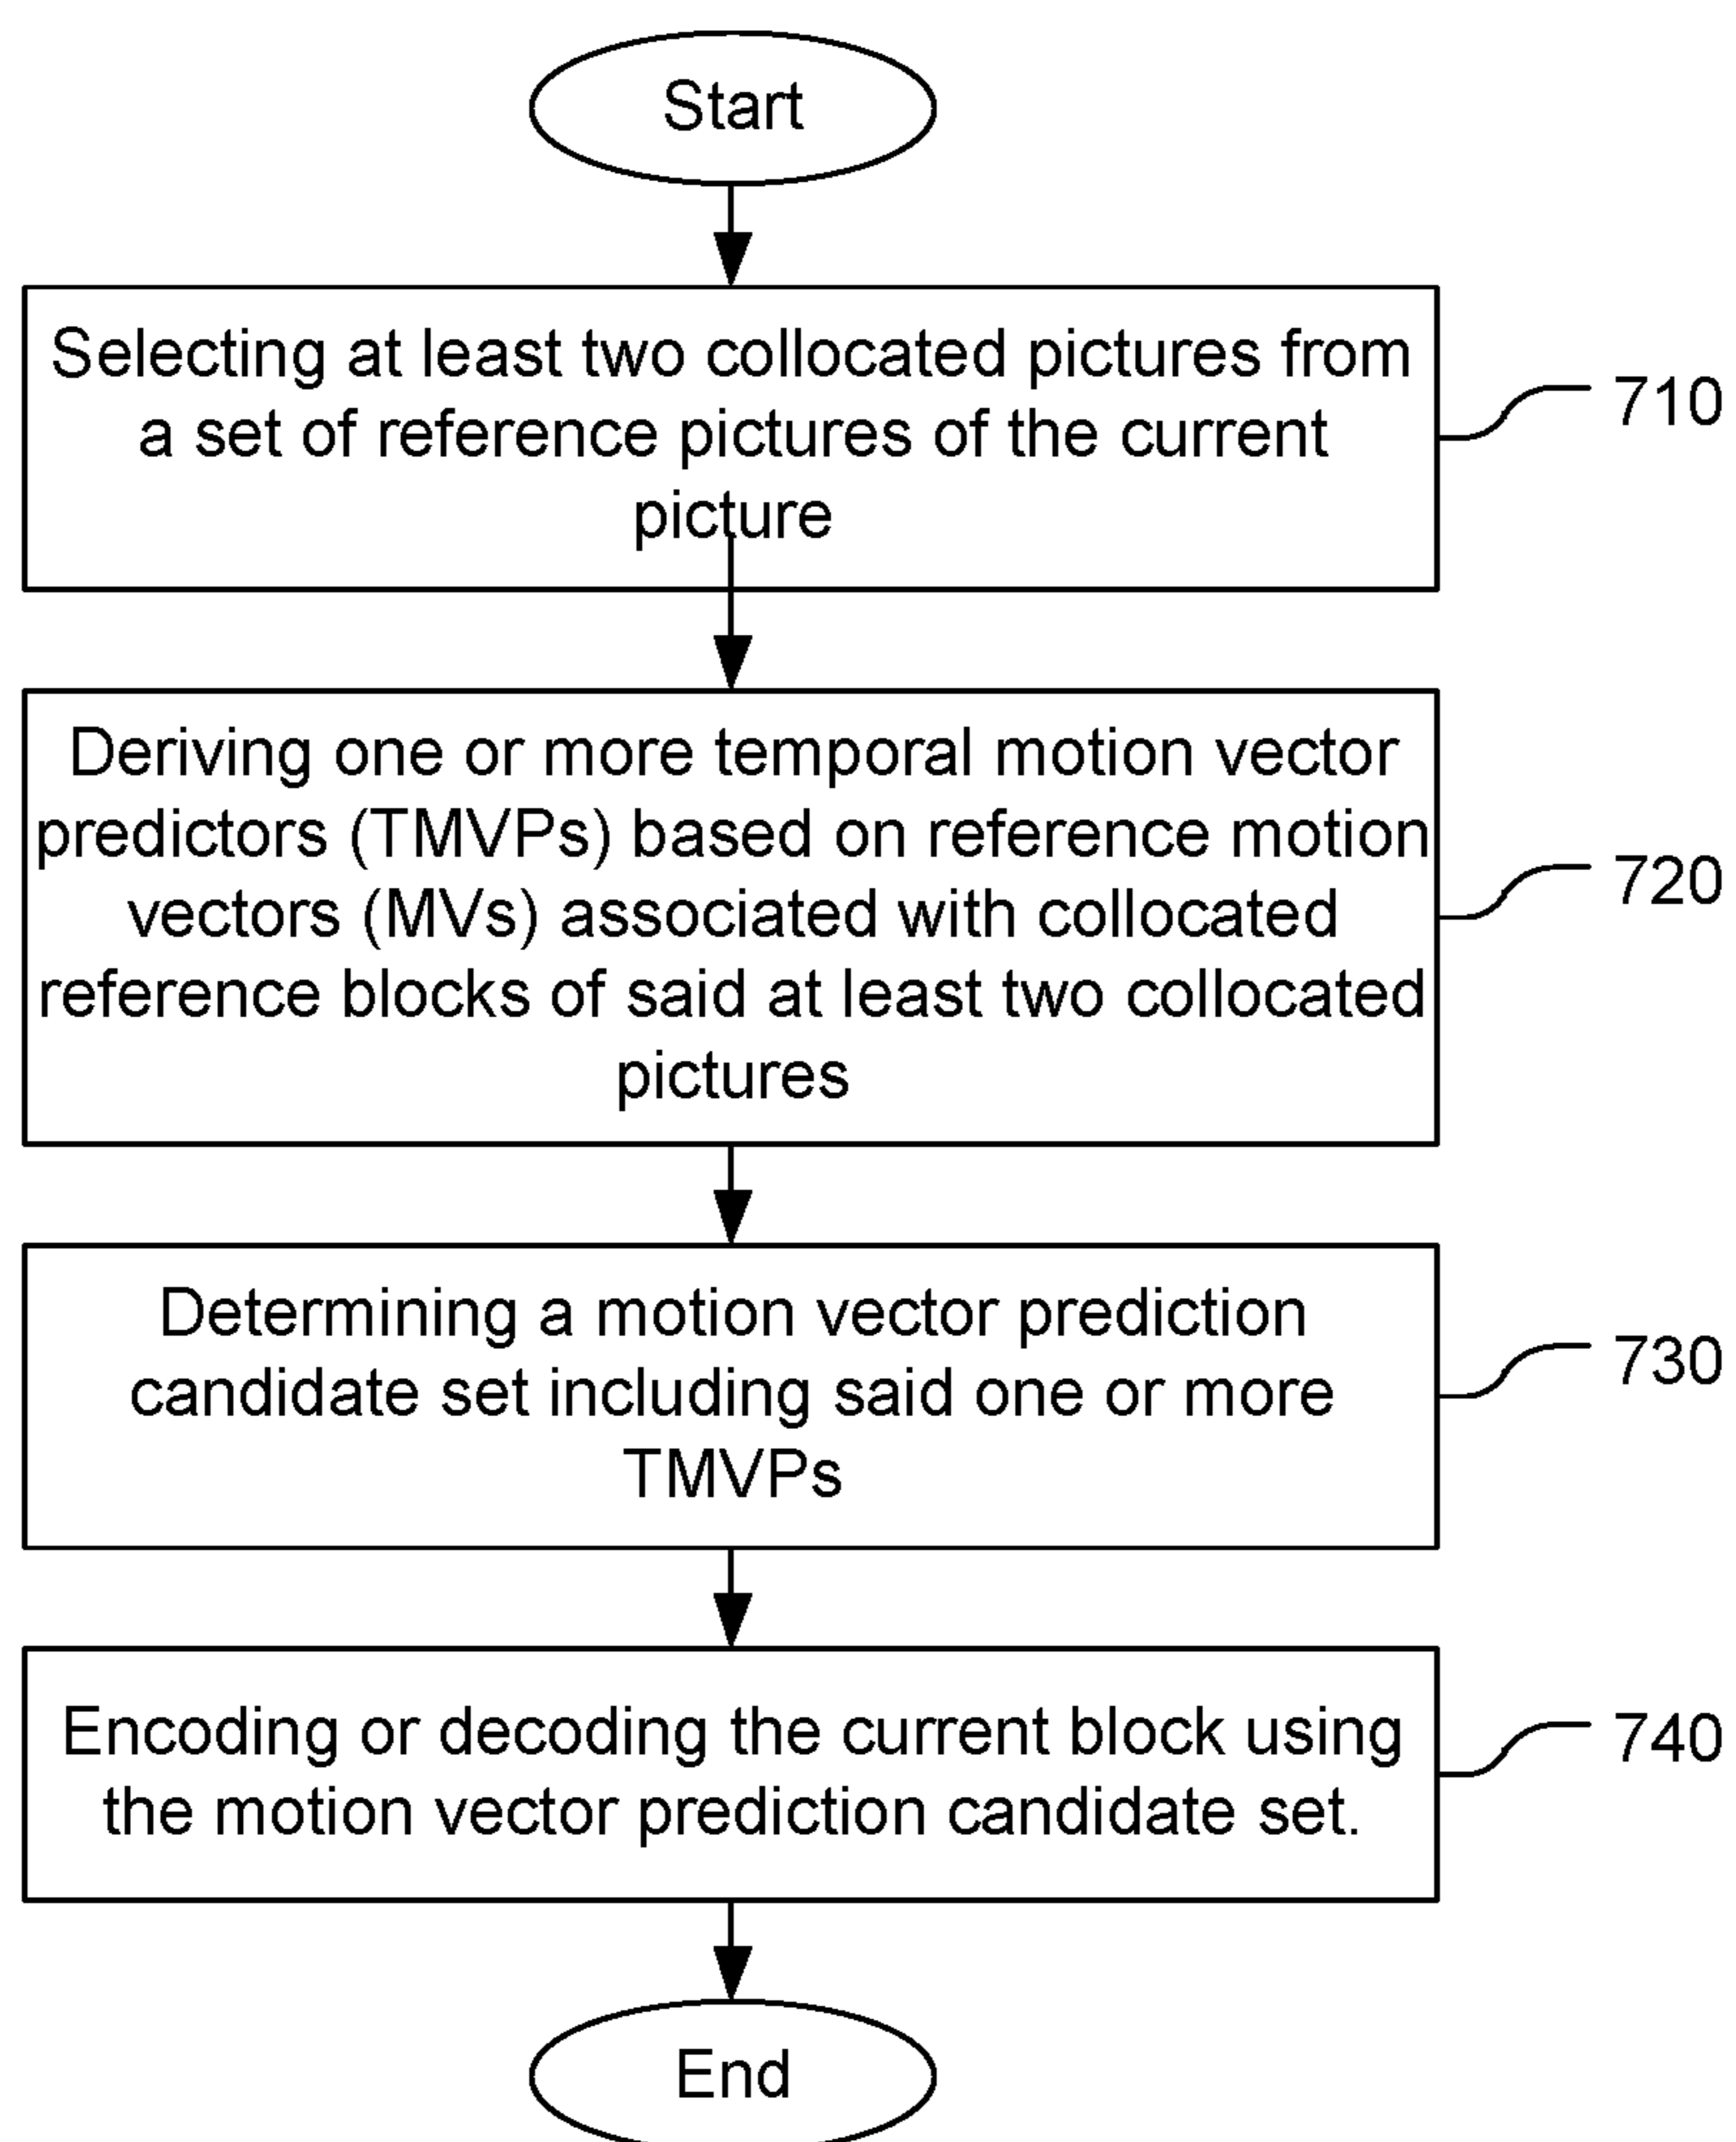 Start
Selecting at least two collocated pictures from
a set of reference pictures of the current
picture
710
Deriving one or more temporal motion vector
predictors (TMVPs) based on reference motion
vectors (MVs) associated with collocated
reference blocks of said at least two collocated
pictures
720
Determining a motion vector prediction
candidate set including said one or more
TMVPs
730
Encoding or decoding the current block using
the motion vector prediction candidate set.
740
End